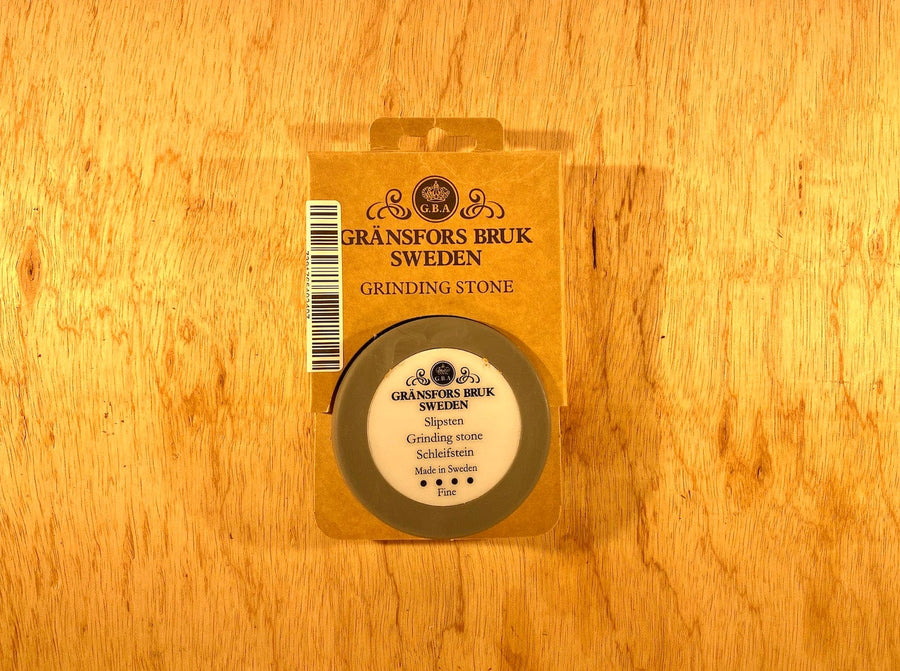 G.B.A
GRÄNSFORS BRUK
SWEDEN
GRINDING STONE
G.B.A
GRÄNSFORS BRUK
SWEDEN
Slipsten
Grinding stone
Schleifstein
Made in Sweden
Fine